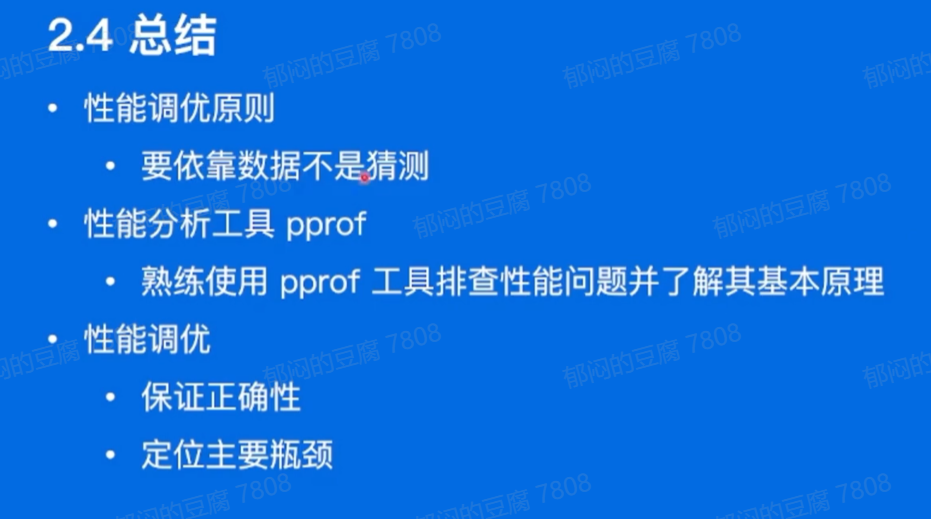 2.4 总结
• 性能调优原则
• 要依靠数据不是猜测
• 性能分析工具 pprof
• 熟练使用 pprof 工具排查性能问题并了解其基本原理
• 性能调优
• 保证正确性
• 定位主要瓶颈
郁闷的豆腐 7808